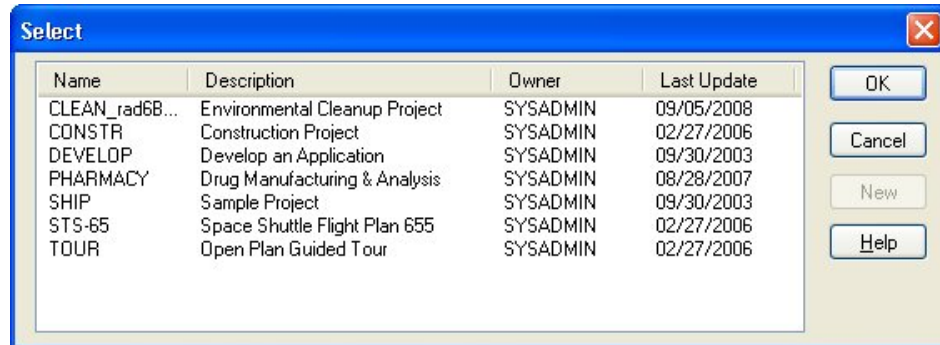 Select
Name Description Owner Last Update
CLEAN_rad6B... Environmental Cleanup Project SYSADMIN 09/05/2008
CONSTR Construction Project SYSADMIN 02/27/2006
DEVELOP Develop an Application SYSADMIN 09/30/2003
PHARMACY Drug Manufacturing & Analysis SYSADMIN 08/28/2007
SHIP Sample Project SYSADMIN 09/30/2003
STS-65 Space Shuttle Flight Plan 655 SYSADMIN 02/27/2006
TOUR Open Plan Guided Tour SYSADMIN 02/27/2006
OK
Cancel
New
Help